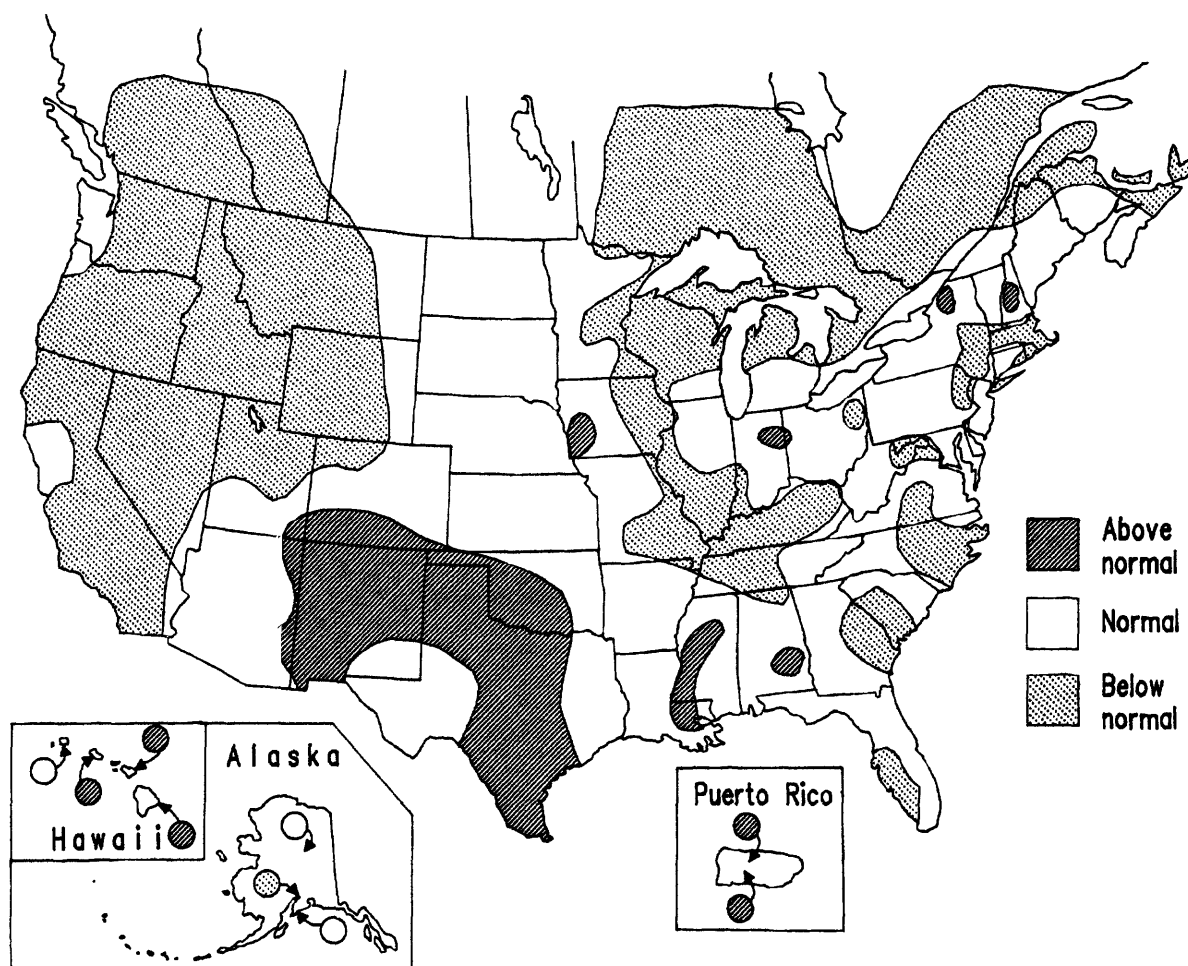 Above
normal
Normal
Below
normal
Alaska
Hawaii
Puerto Rico